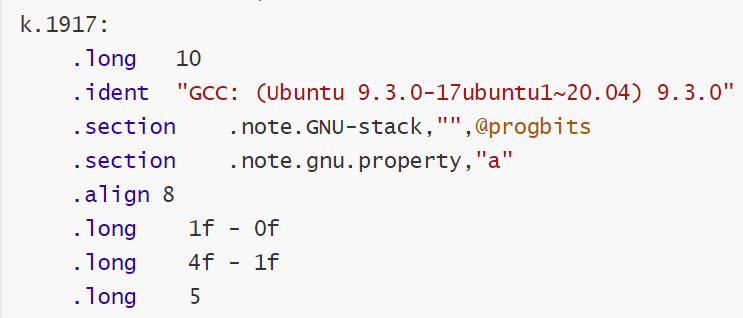 k.1917:
.long 10
.ident "GCC: (Ubuntu 9.3.0-17ubuntu1~20.04) 9.3.0"
.section .note.GNU-stack,"",@progbits
.section .note.gnu.property,"a"
.align 8
.long 1f - 0f
.long 4f - 1f
.long 5